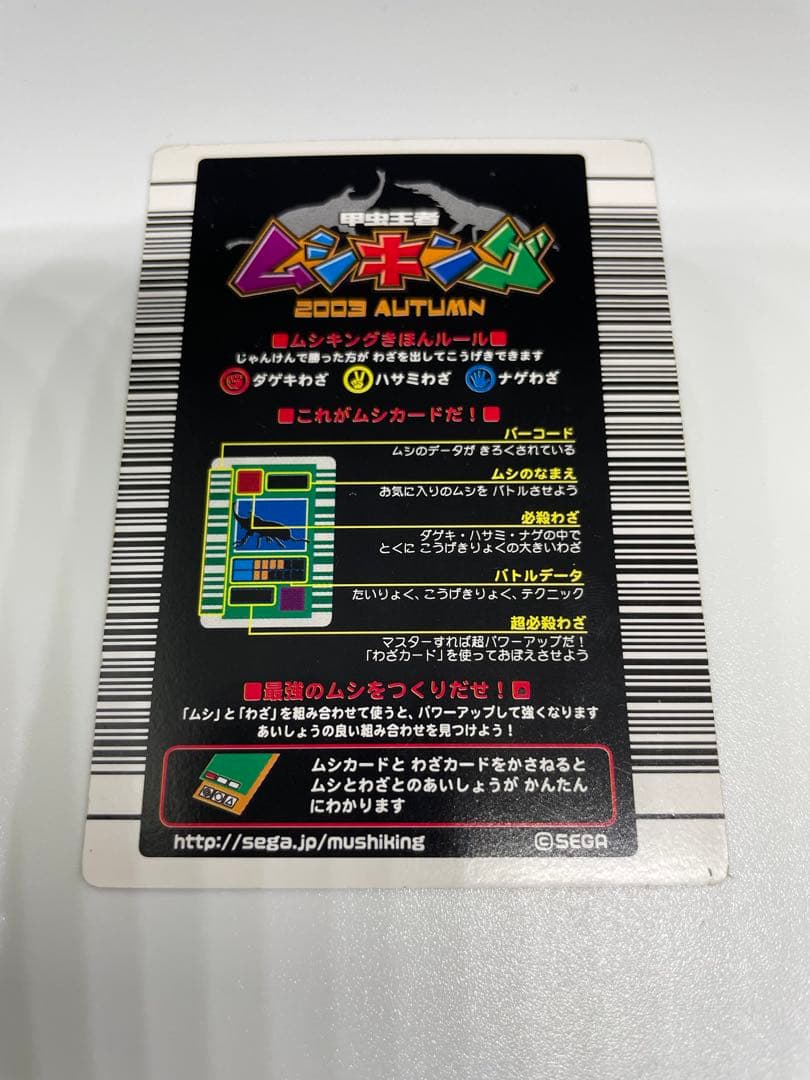 甲虫王者
ムシキング
2003 AUTUMN
■ムシキングきほんルール■
じゃんけんで勝った方が わざを出してこうげきできます
ダゲキわざ ハサミわざ ナゲわざ
■これがムシカードだ！■
バーコード
ムシのデータが きろくされている
ムシのなまえ
お気に入りのムシを バトルさせよう
必殺わざ
ダゲキ・ハサミ・ナゲの中で
とくに こうげきりょくの大きいわざ
バトルデータ
たいりょく、こうげきりょく、テクニック
超必殺わざ
マスターすれば超パワーアップだ！
「わざカード」を使っておぼえさせよう
■最強のムシをつくりだせ！■
「ムシ」と「わざ」を組み合わせて使うと、パワーアップして強くなります
あいしょうの良い組み合わせを見つけよう！
ムシカードと わざカードをかさねると
ムシとわざとのあいしょうが かんたん
にわかります
http://sega.jp/mushiking ©SEGA